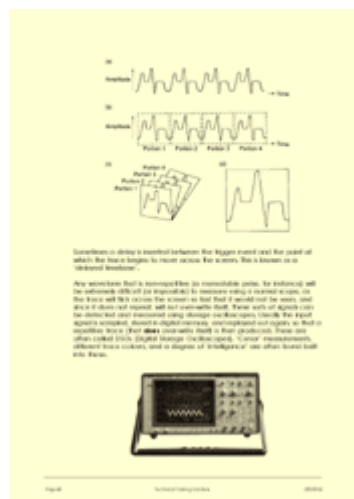 (a)
Amplitude
Time
(b)
Amplitude
Time
Portion 1 Portion 2 Portion 3 Portion 4
(c)
(d)
Portion 4
Portion 3
Portion 2
Portion 1
Sometimes a delay is inserted between the trigger event and the point at
which the trace begins to move across the screen. This is known as a
'delayed timebase'.
Any waveform that is non-repetitive (a monostable pulse, for instance) will
be extremely difficult (or impossible) to measure using a normal scope, as
the trace will flick across the screen so fast that it would not be seen, and
since it does not repeat, will not over-write itself. These sorts of signals can
be detected and measured using storage oscilloscopes. Usually the input
signal is sampled, stored in digital memory, and replayed out again, so that a
repetitive trace (that does overwrite itself) is then produced. These are
often called DSOs (Digital Storage Oscilloscopes). 'Cursor' measurements,
different trace colours, and a degree of 'intelligence' are often found built
into these.
Page
Technical Training